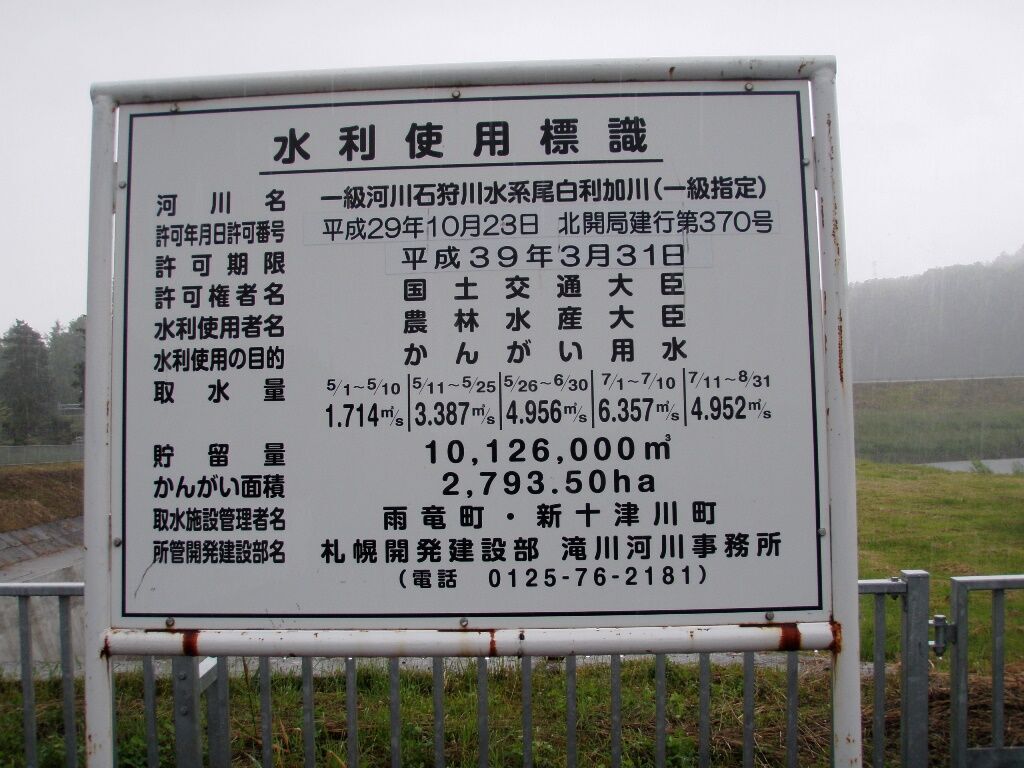 水利使用標識
河川名 一級河川石狩川水系尾白利加川(一級指定)
許可年月日許可番号 平成29年10月23日 北開局建行第370号
許可期限 平成39年3月31日
許可権者名 国土交通大臣
水利使用者名 農林水産大臣
水利使用の目的 かんがい用水
取水量 5/1~5/10 5/11~5/25 5/26~6/30 7/1~7/10 7/11~8/31
1.714㎥/s 3.387㎥/s 4.956㎥/s 6.357㎥/s 4.952㎥/s
貯留量 10,126,000㎥
かんがい面積 2,793.50ha
取水施設管理者名 雨竜町・新十津川町
所管開発建設部名 札幌開発建設部 滝川河川事務所
(電話 0125-76-2181)